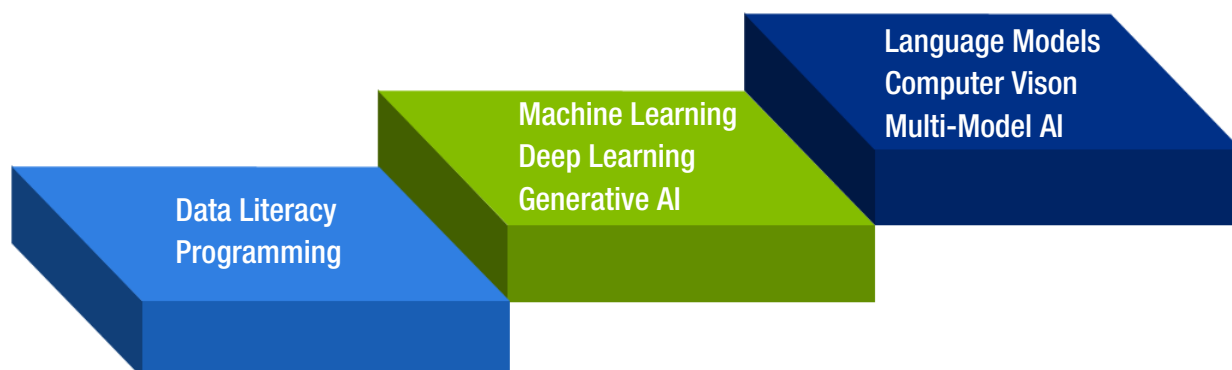 Data Literacy
Programming
Machine Learning
Deep Learning
Generative AI
Language Models
Computer Vison
Multi-Model AI